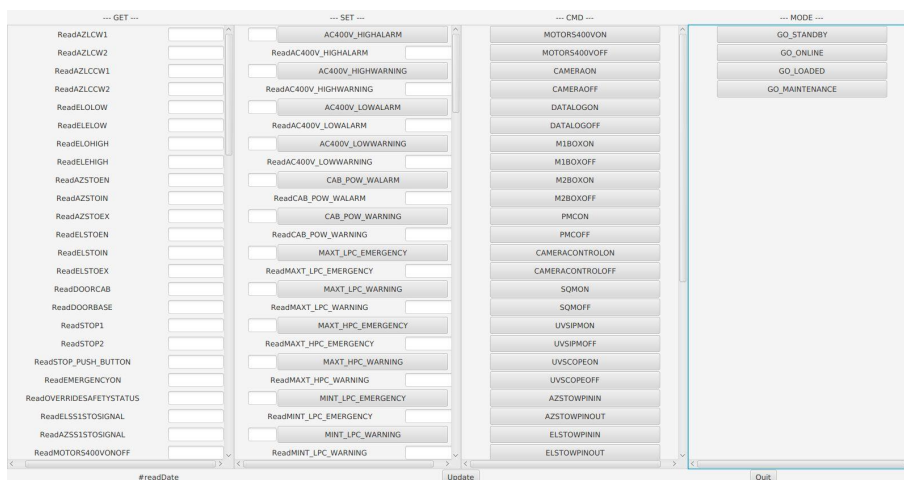 --- GET ---
ReadAZLCW1
ReadAZLCW2
ReadAZLCCW1
ReadAZLCCW2
ReadELOLOW
ReadELELOW
ReadELOHIGH
ReadELEHIGH
ReadAZSTOEN
ReadAZSTOIN
ReadAZSTOEX
ReadELSTOEN
ReadELSTOIN
ReadELSTOEX
ReadDOORCAB
ReadDOORBASE
ReadSTOP1
ReadSTOP2
ReadSTOP_PUSH_BUTTON
ReadEMERGENCYON
ReadOVERRIDESAFETYSTATUS
ReadELSS1STOSIGNAL
ReadAZSS1STOSIGNAL
ReadMOTORS400VONOFF
--- SET ---
AC400V_HIGHALARM
ReadAC400V_HIGHALARM
AC400V_HIGHWARNING
ReadAC400V_HIGHWARNING
AC400V_LOWALARM
ReadAC400V_LOWALARM
AC400V_LOWWARNING
ReadAC400V_LOWWARNING
CAB_POW_WALARM
ReadCAB_POW_WALARM
CAB_POW_WARNING
ReadCAB_POW_WARNING
MAXT_LPC_EMERGENCY
ReadMAXT_LPC_EMERGENCY
MAXT_LPC_WARNING
ReadMAXT_LPC_WARNING
MAXT_HPC_EMERGENCY
ReadMAXT_HPC_EMERGENCY
MAXT_HPC_WARNING
ReadMAXT_HPC_WARNING
MINT_LPC_EMERGENCY
ReadMINT_LPC_EMERGENCY
MINT_LPC_WARNING
ReadMINT_LPC_WARNING
--- CMD ---
MOTORS400VON
MOTORS400VOFF
CAMERAON
CAMERAOFF
DATALOGON
DATALOGOFF
M1BOXON
M1BOXOFF
M2BOXON
M2BOXOFF
PMCON
PMCOFF
CAMERACONTROLON
CAMERACONTROLOFF
SQMON
SQMOFF
UVSIPMON
UVSIPMOFF
UVSCOPEON
UVSCOPEOFF
AZSTOWPININ
AZSTOWPINOUT
ELSTOWPININ
ELSTOWPINOUT
--- MODE ---
GO_STANDBY
GO_ONLINE
GO_LOADED
GO_MAINTENANCE
#readDate
Update
Quit